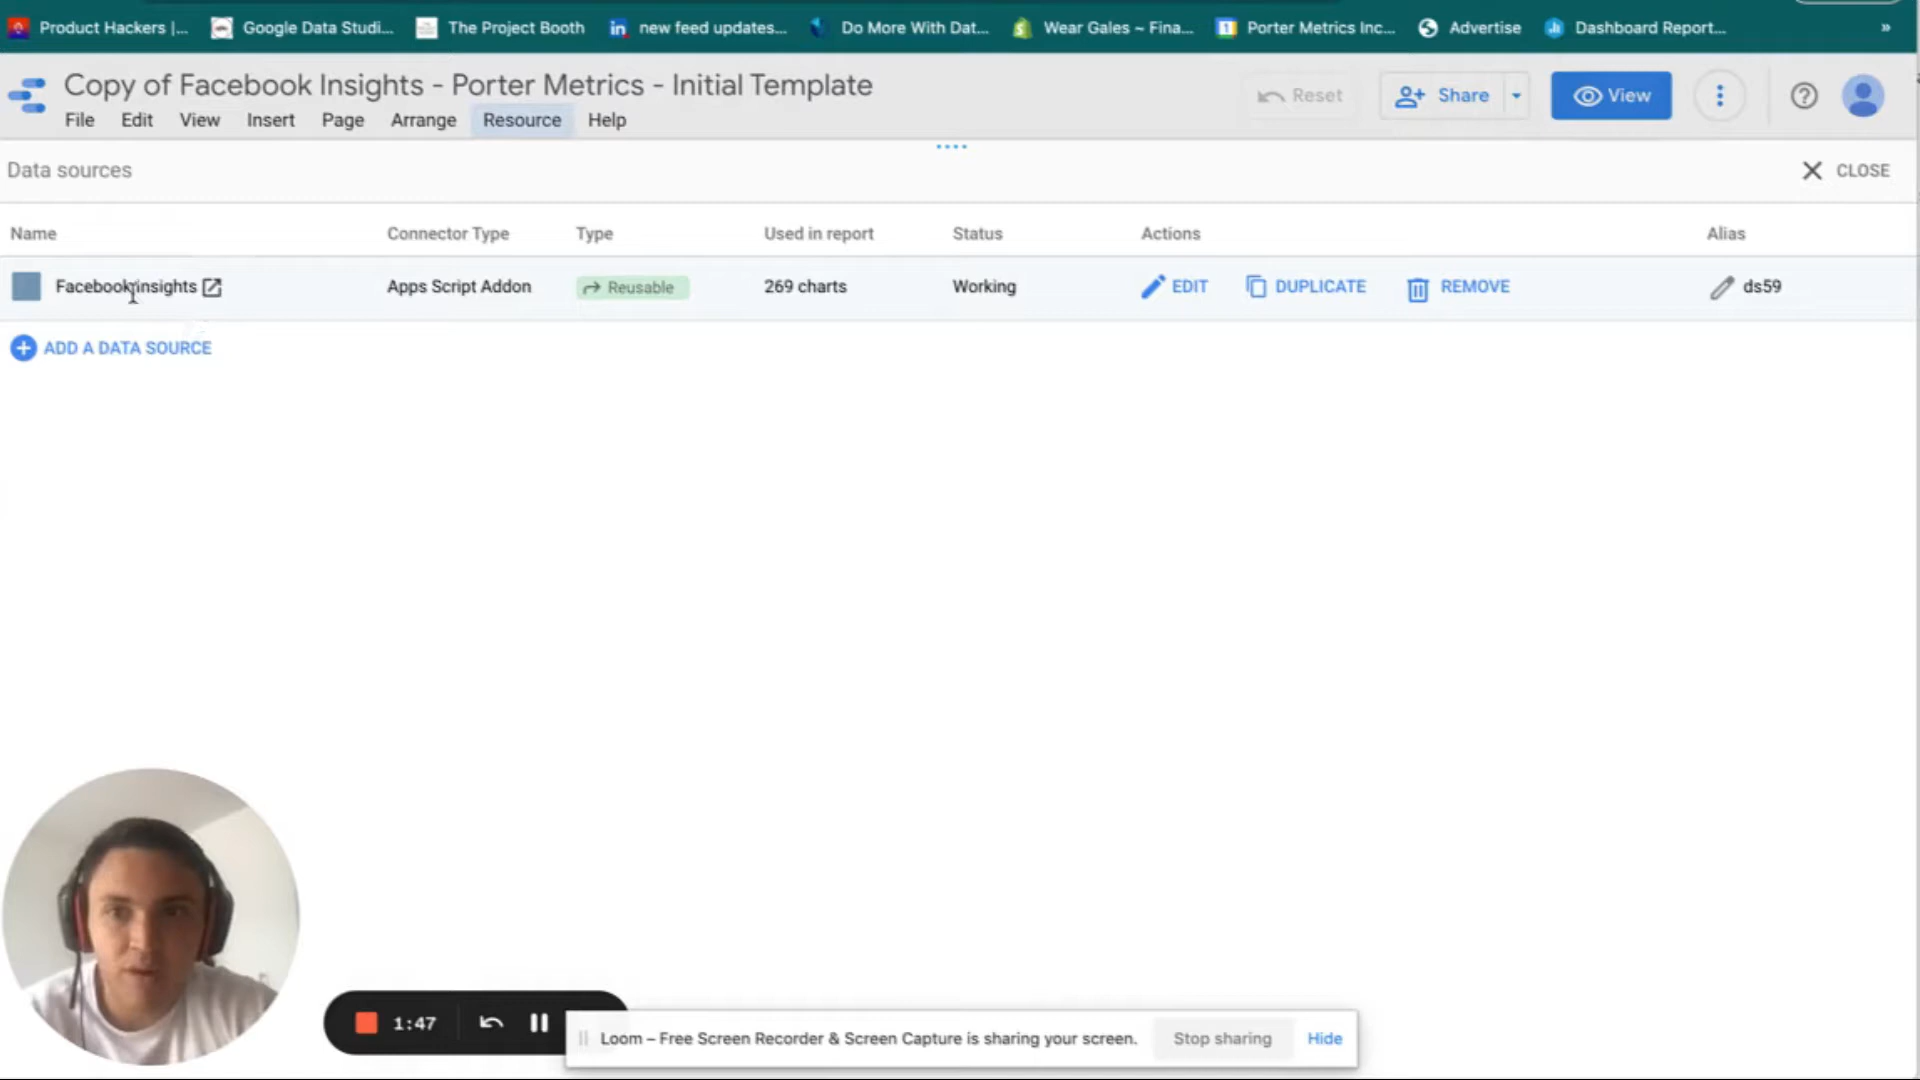 Product Hackers |...
Google Data Studi...
The Project Booth
new feed updates...
Do More With Dat...
Wear Gales ~ Fina...
Porter Metrics Inc...
Advertise
Dashboard Report...
»
Copy of Facebook Insights - Porter Metrics - Initial Template
Reset
Share
View
File Edit View Insert Page Arrange Resource Help
Data sources
CLOSE
Name Connector Type Type Used in report Status Actions Alias
Facebook insights Apps Script Addon Reusable 269 charts Working EDIT DUPLICATE REMOVE ds59
ADD A DATA SOURCE
1:47
Loom – Free Screen Recorder & Screen Capture is sharing your screen. Stop sharing Hide